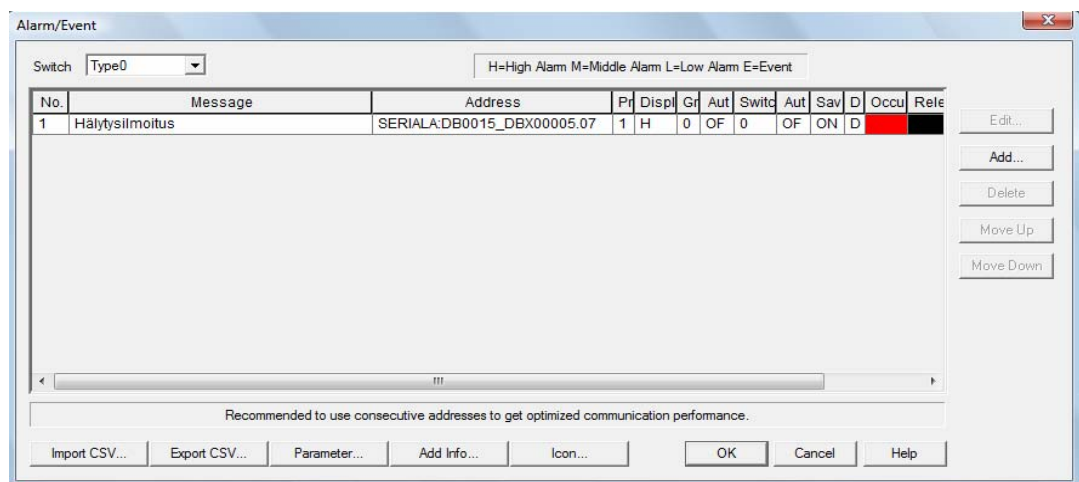 Alarm/Event
Switch Type0 H=High Alarm M=Middle Alarm L=Low Alarm E=Event
No. Message Address Pr Displ Gr Aut Switc Aut Sav D Occu Rele
1 Hälytysilmoitus SERIALA:DB0015_DBX00005.07 1 H 0 OF 0 OF ON D
Edit...
Add...
Delete
Move Up
Move Down
Recommended to use consecutive addresses to get optimized communication performance.
Import CSV... Export CSV... Parameter... Add Info... Icon... OK Cancel Help